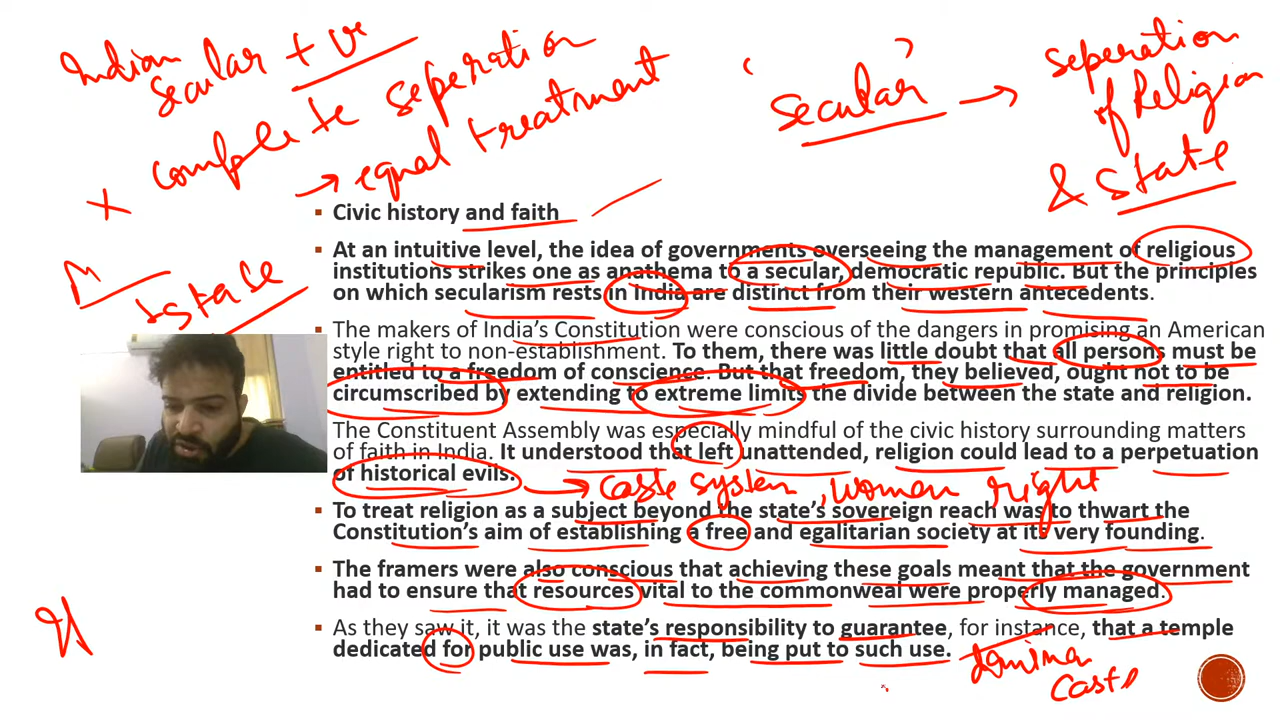 Indian
secular + ve
x complete seperation
→ equal treatment
' secular ' → seperation
of Religion
& state
state
▪ Civic history and faith
▪ At an intuitive level, the idea of governments overseeing the management of religious
institutions strikes one as anathema to a secular, democratic republic. But the principles
on which secularism rests in India are distinct from their western antecedents.
▪ The makers of India's Constitution were conscious of the dangers in promising an American
style right to non-establishment. To them, there was little doubt that all persons must be
entitled to a freedom of conscience. But that freedom, they believed, ought not to be
circumscribed by extending to extreme limits the divide between the state and religion.
The Constituent Assembly was especially mindful of the civic history surrounding matters
of faith in India. It understood that left unattended, religion could lead to a perpetuation
of historical evils. → caste system, women right
▪ To treat religion as a subject beyond the state's sovereign reach was to thwart the
Constitution's aim of establishing a free and egalitarian society at its very founding.
▪ The framers were also conscious that achieving these goals meant that the government
had to ensure that resources vital to the commonweal were properly managed.
▪ As they saw it, it was the state's responsibility to guarantee, for instance, that a temple
dedicated for public use was, in fact, being put to such use.
caste